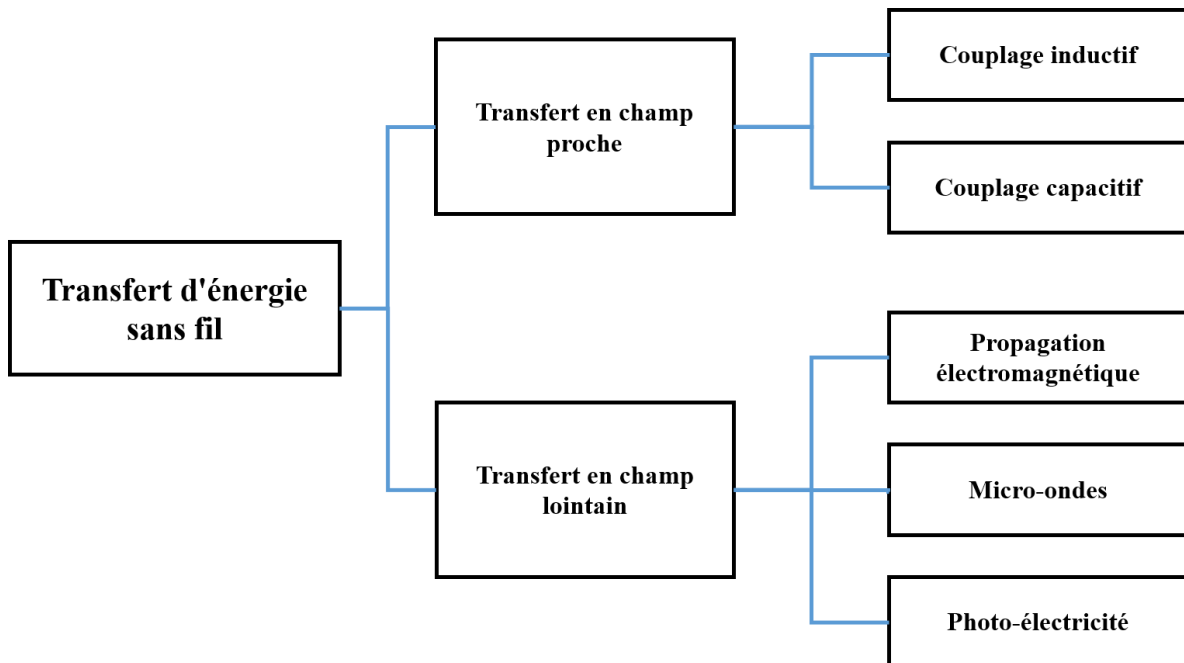 Transfert d'énergie
sans fil
Transfert en champ
proche
Couplage inductif
Couplage capacitif
Transfert en champ
lointain
Propagation
électromagnétique
Micro-ondes
Photo-électricité